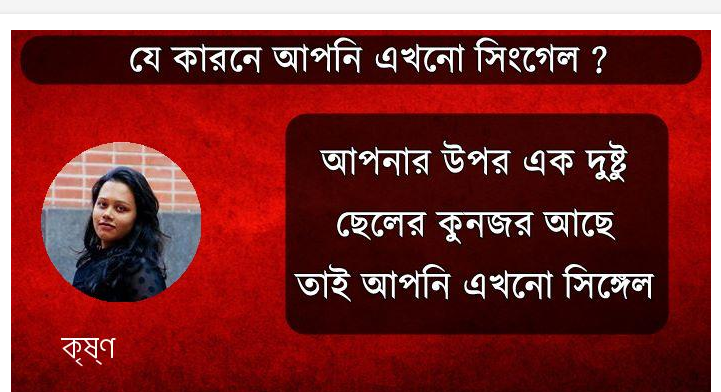 যে কারনে আপনি এখনো সিংগেল ?
আপনার উপর এক দুষ্টু
ছেলের কুনজর আছে
তাই আপনি এখনো সিঙ্গেল
কৃষ্ণ